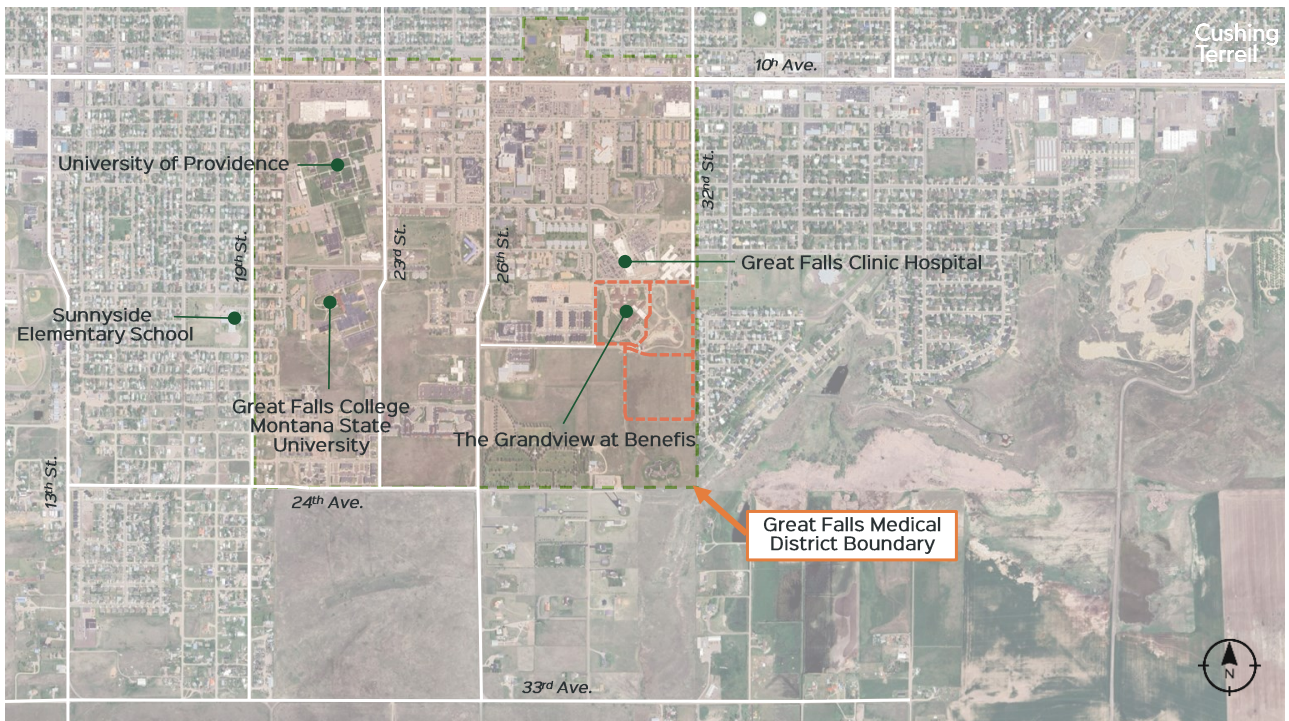 Cushing
Terrell
10th Ave.
University of Providence
32nd St.
19th St.
23rd St.
26th St.
Great Falls Clinic Hospital
Sunnyside
Elementary School
Great Falls College
Montana State
University
The Grandview at Benefis
13th St.
24th Ave.
Great Falls Medical
District Boundary
N
33rd Ave.